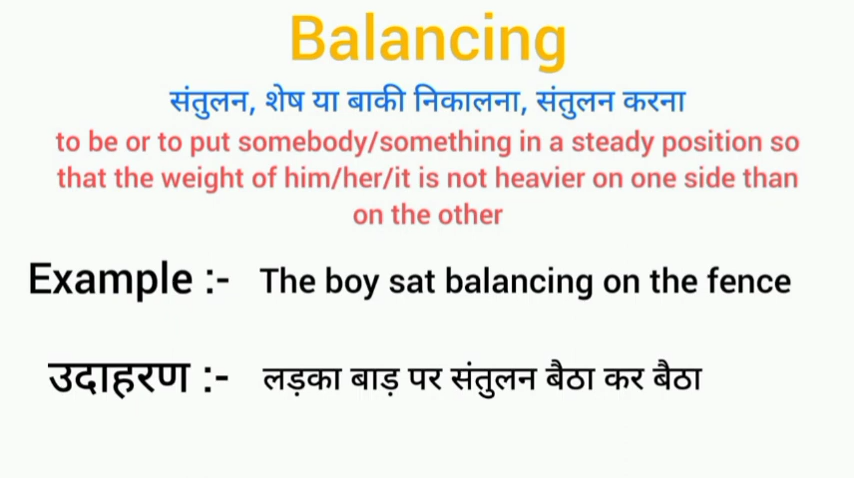 Balancing
संतुलन, शेष या बाकी निकालना, संतुलन करना
to be or to put somebody/something in a steady position so
that the weight of him/her/it is not heavier on one side than
on the other
Example :- The boy sat balancing on the fence
उदाहरण :- लड़का बाड़ पर संतुलन बैठा कर बैठा